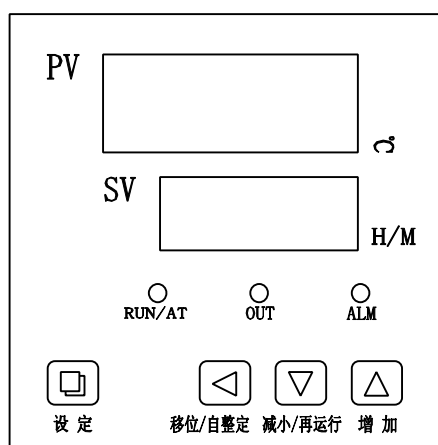 PV
℃
SV
H/M
RUN/AT OUT ALM
设定 移位/自整定 减小/再运行 增加